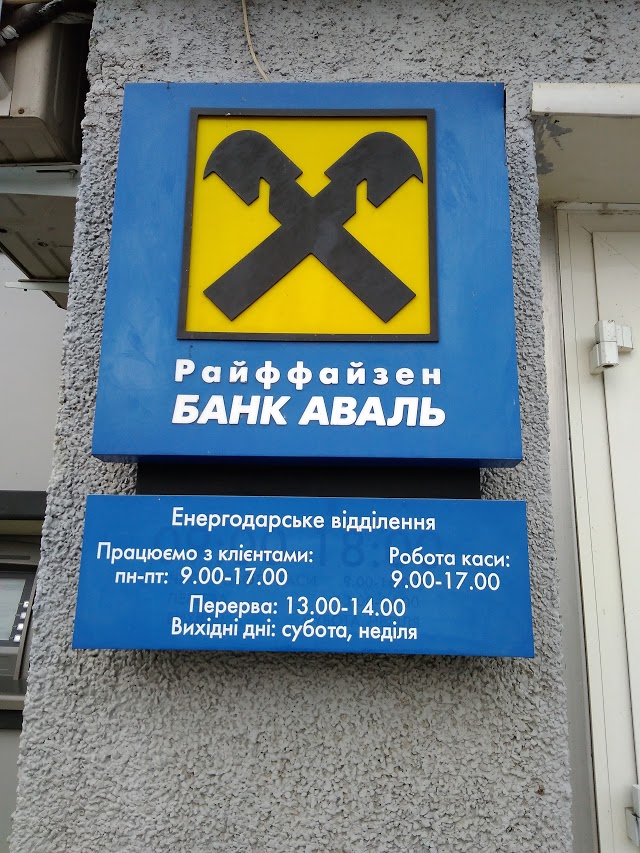 Райффайзен
БАНК АВАЛЬ
Енергодарське відділення
Працюємо з клієнтами:
пн-пт: 9.00-17.00
Робота каси:
9.00-17.00
Перерва: 13.00-14.00
Вихідні дні: субота, неділя